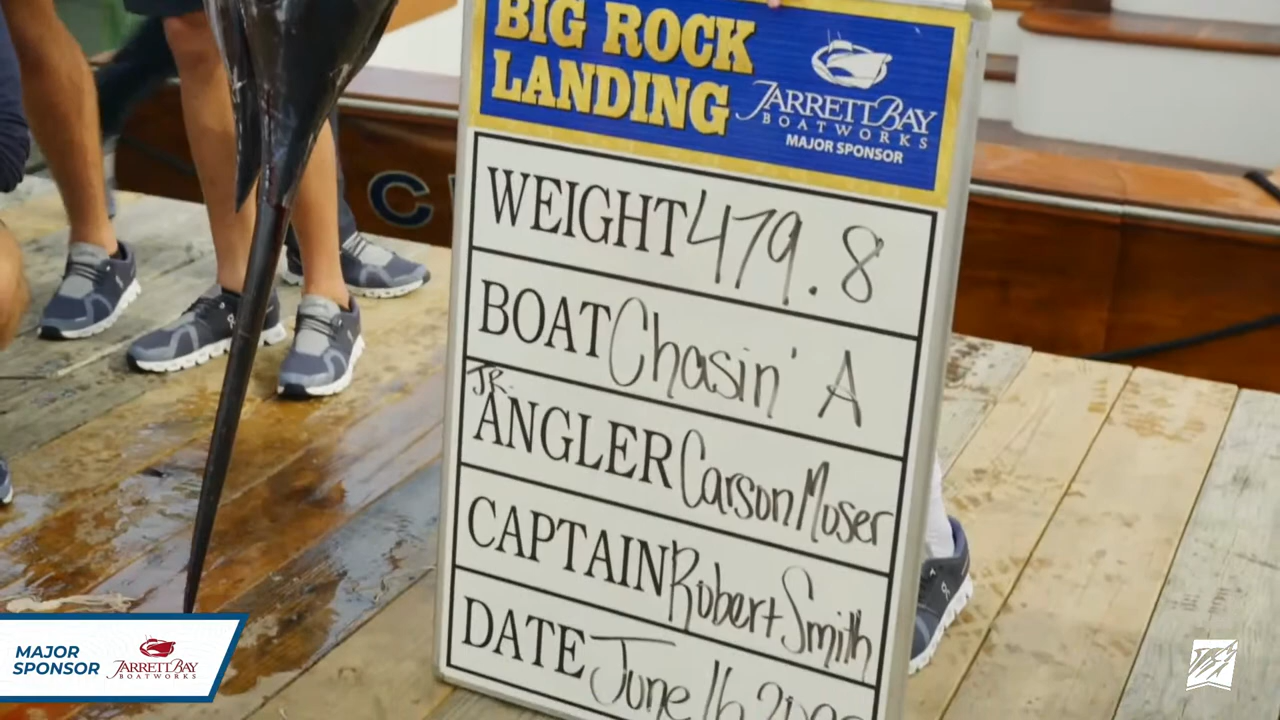 BIG ROCK
LANDING
JARRETT BAY
BOATWORKS
MAJOR SPONSOR
WEIGHT 479.8
BOAT Chasin' A
JR.
ANGLER Carson Moser
CAPTAIN Robert Smith
DATE June 16
MAJOR
SPONSOR
JARRETT BAY
BOATWORKS